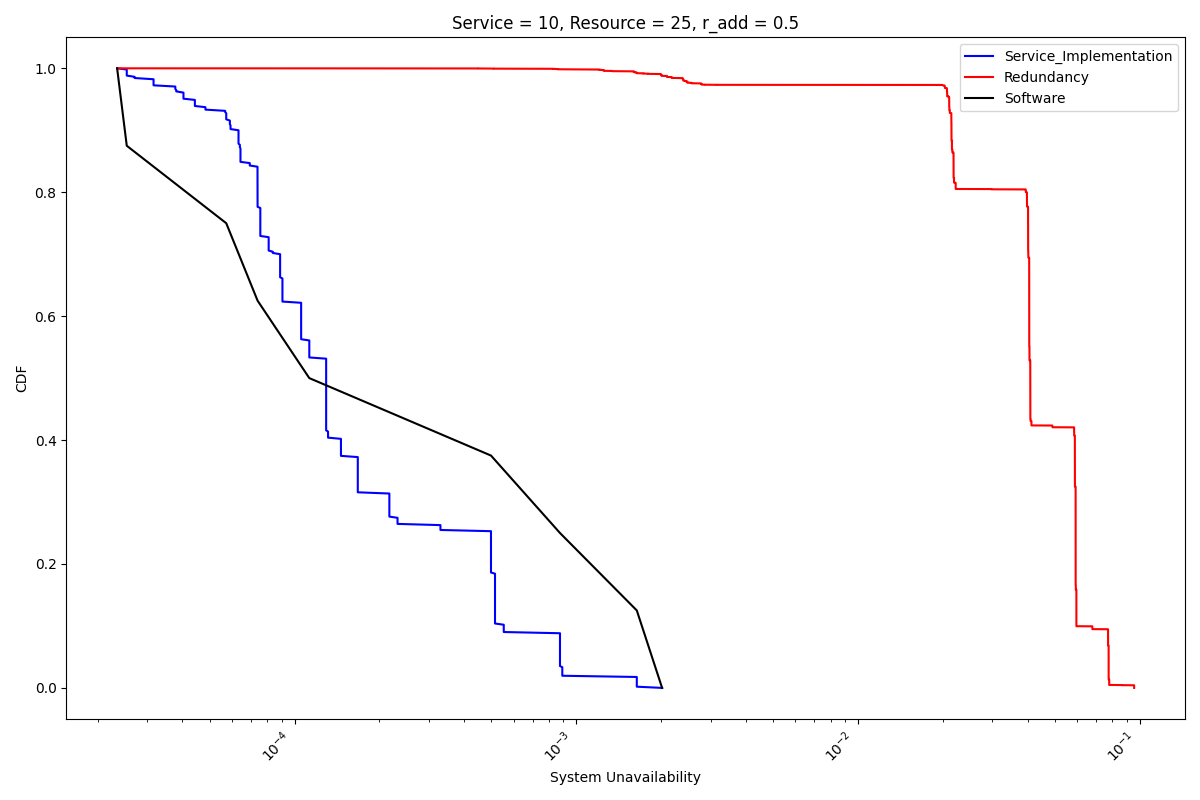 Service = 10, Resource = 25, r_add = 0.5
Service_Implementation
Redundancy
Software
CDF
1.0
0.8
0.6
0.4
0.2
0.0
10⁻⁴
10⁻³
10⁻²
10⁻¹
System Unavailability